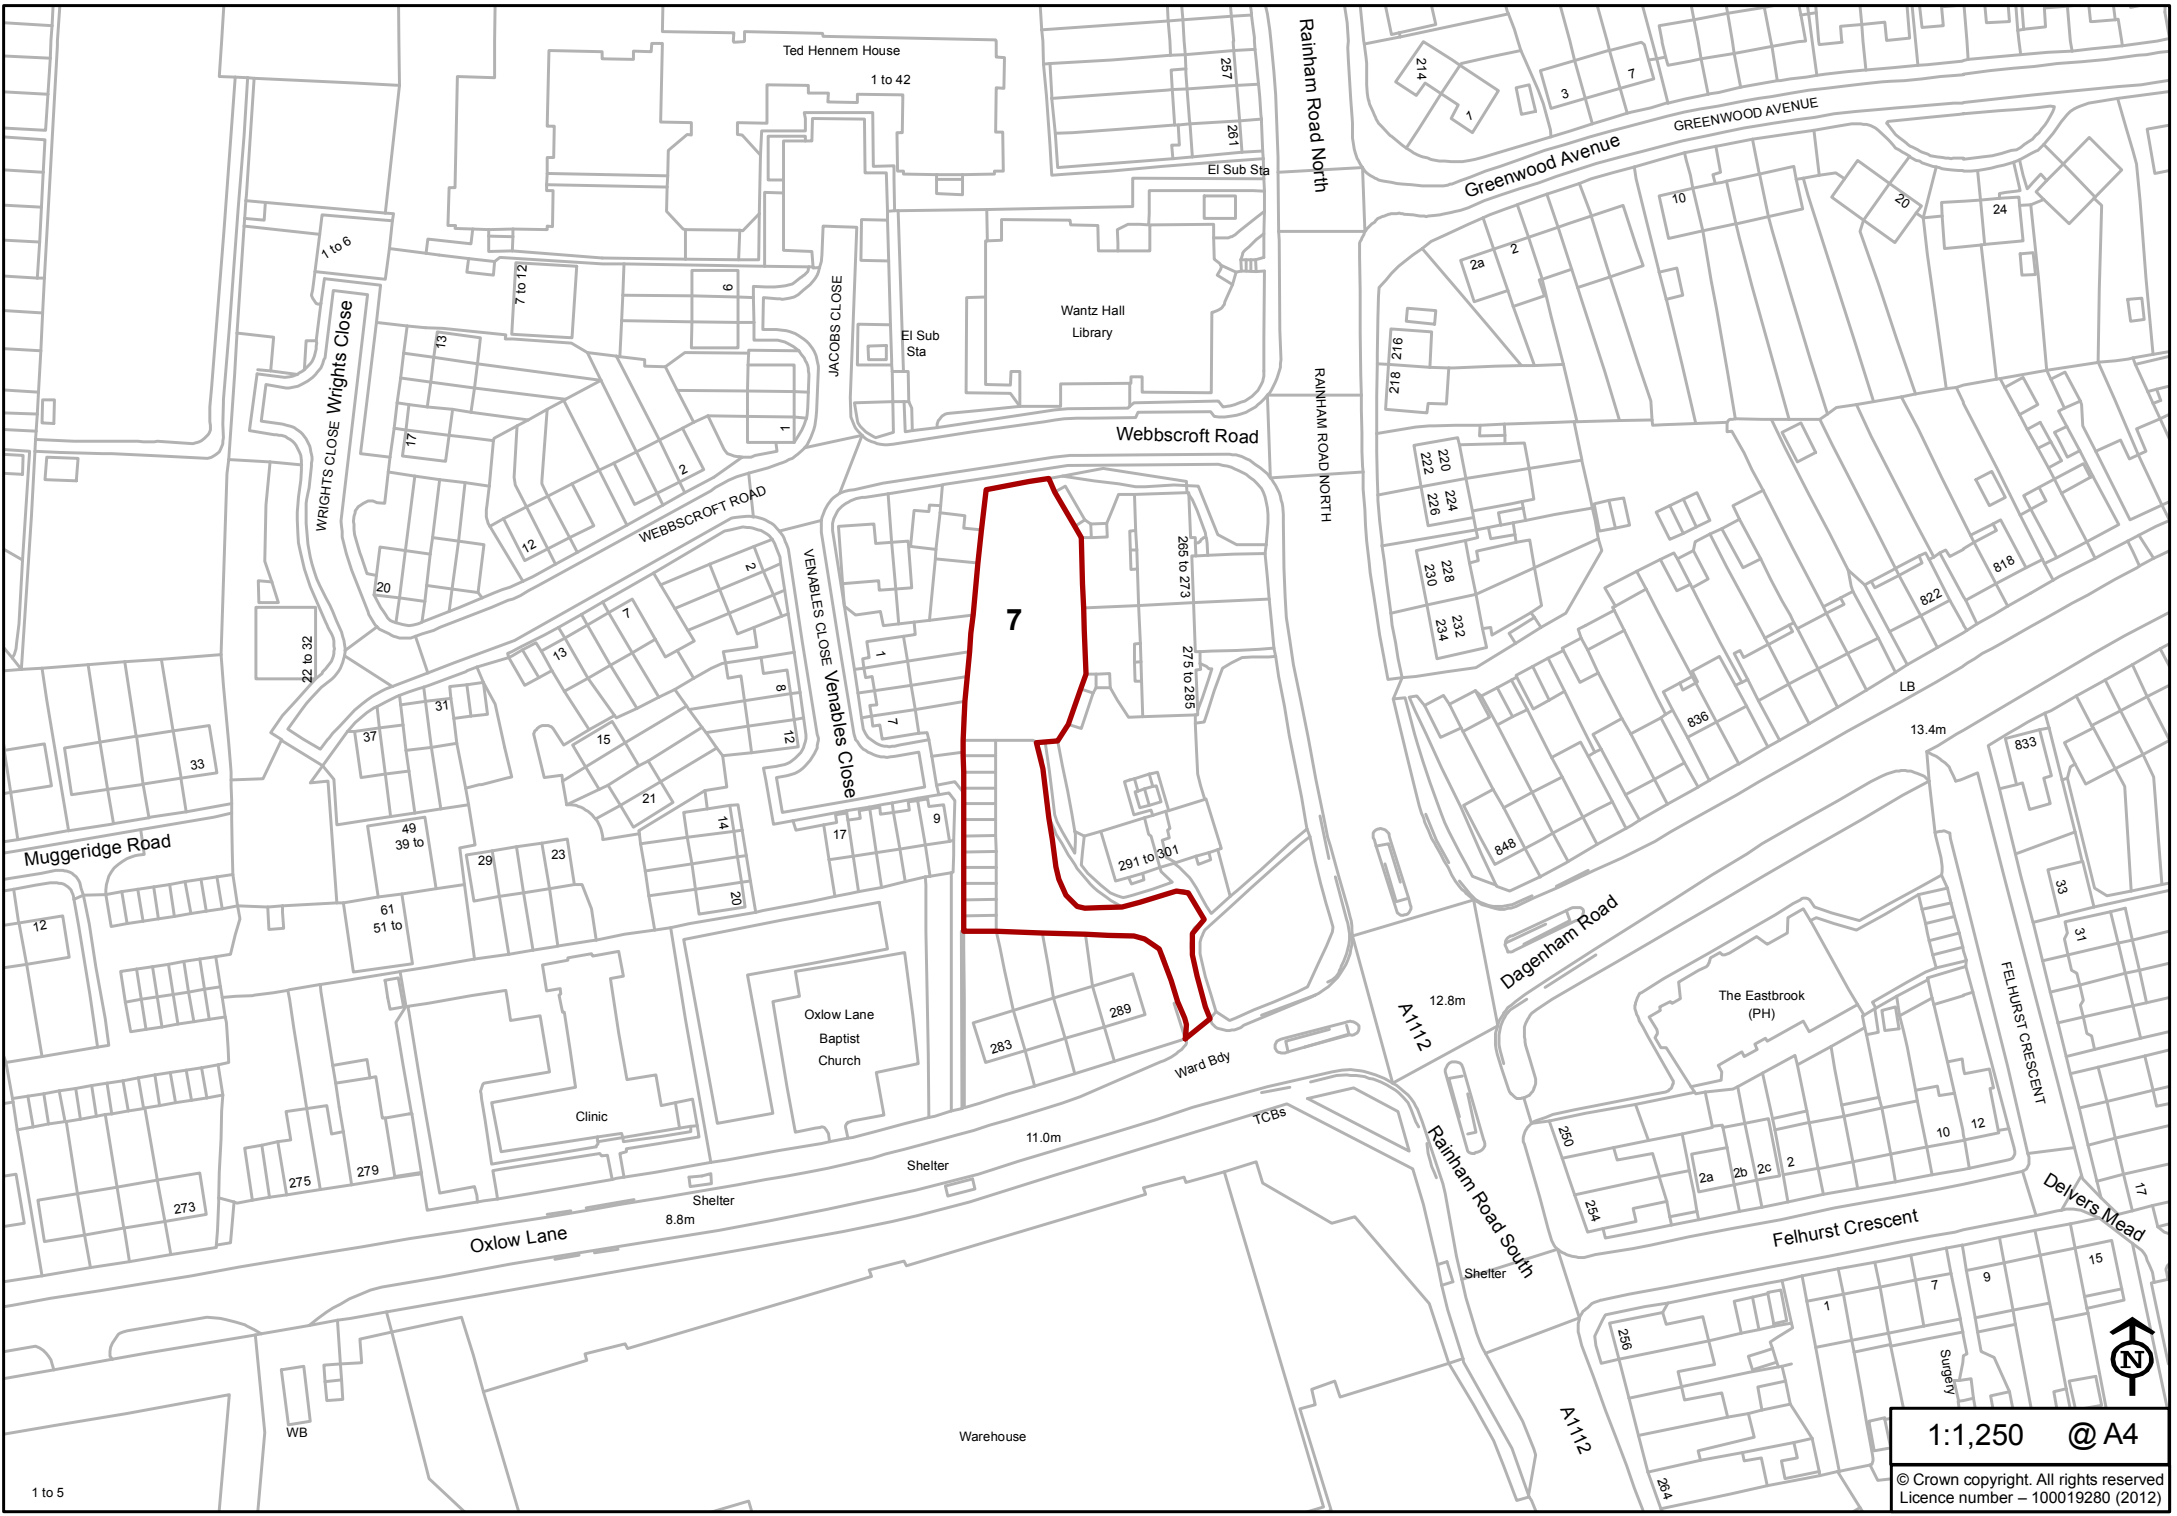 Ted Hennem House
1 to 42
257
261
El Sub Sta
Rainham Road North
214
1
3
7
GREENWOOD AVENUE
Greenwood Avenue
10
20
24
2a
2
1 to 6
7 to 12
6
JACOBS CLOSE
El Sub
Sta
Wantz Hall
Library
216
218
RAINHAM ROAD NORTH
WRIGHTS CLOSE
Wrights Close
13
17
1
2
12
20
Webbscroft Road
WEBBSCROFT ROAD
220
222
224
226
228
230
232
234
265 to 273
275 to 285
7
VENABLES CLOSE
Venables Close
2
7
13
8
12
1
7
22 to 32
31
37
15
21
33
14
20
17
9
49
39 to
29
23
61
51 to
Muggeridge Road
12
291 to 301
818
822
836
848
LB
13.4m
833
33
31
Dagenham Road
12.8m
A1112
The Eastbrook
(PH)
FELHURST CRESCENT
Oxlow Lane
Baptist
Church
283
289
Ward Bdy
TCBs
Clinic
275
279
273
11.0m
Shelter
Shelter
8.8m
Oxlow Lane
Rainham Road South
Shelter
250
254
2a
2b
2c
2
10
12
Felhurst Crescent
Delvers Mead
17
15
9
7
1
256
264
Surgery
A1112
WB
1 to 5
Warehouse
N
1:1,250 @ A4
© Crown copyright. All rights reserved
Licence number – 100019280 (2012)